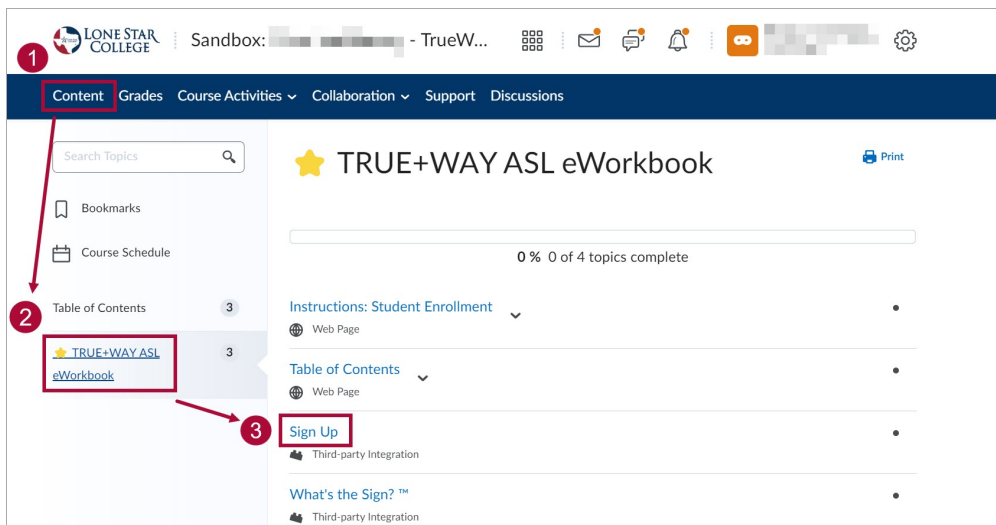 LONE STAR
COLLEGE
Sandbox: - TrueW...
1
Content Grades Course Activities Collaboration Support Discussions
Search Topics
Bookmarks
Course Schedule
2
Table of Contents 3
TRUE+WAY ASL 3
eWorkbook
TRUE+WAY ASL eWorkbook
Print
0 % 0 of 4 topics complete
Instructions: Student Enrollment
Web Page
Table of Contents
Web Page
3
Sign Up
Third-party Integration
What's the Sign? ™
Third-party Integration